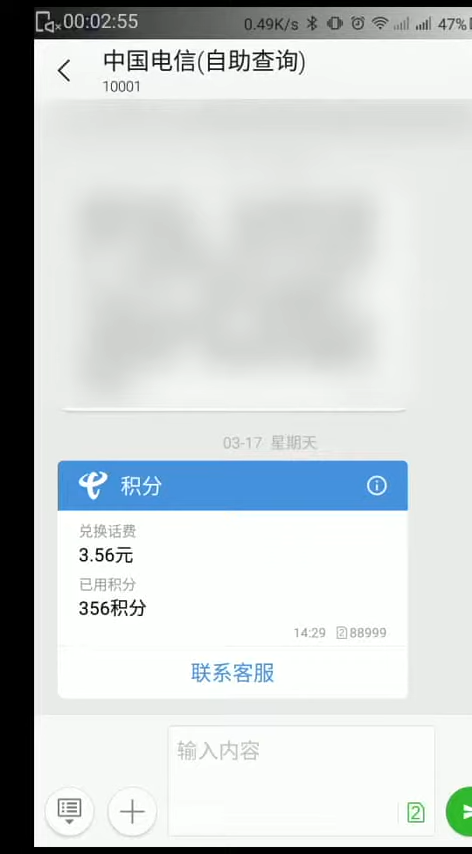 00:02:55 0.49K/s 47%
中国电信(自助查询)
10001
03-17 星期天
积分
兑换话费
3.56元
已用积分
356积分
14:29 2 88999
联系客服
输入内容
2